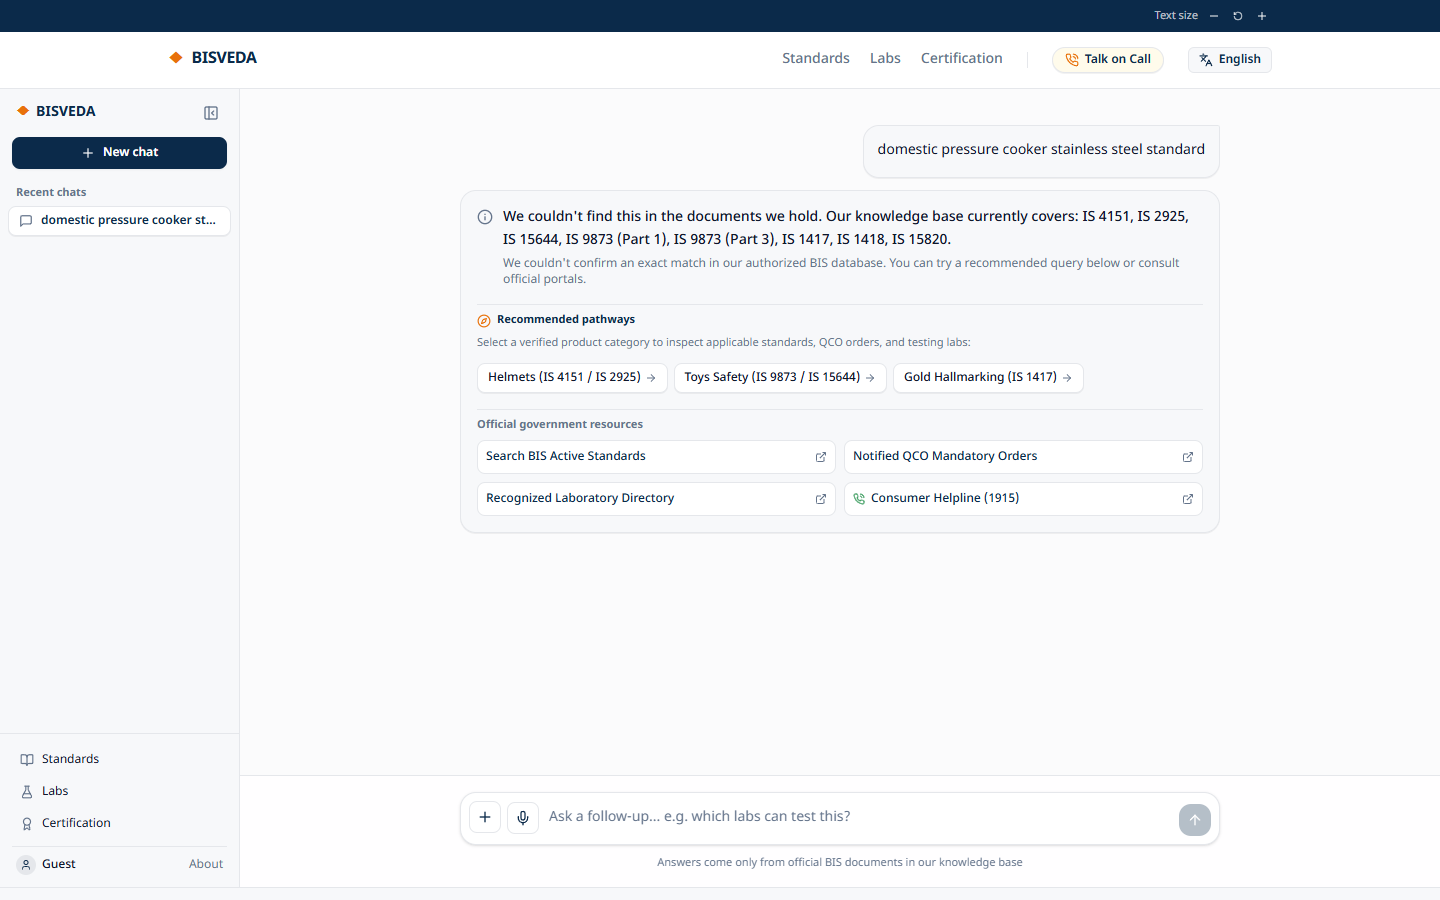 Text size
BISVEDA
Standards
Labs
Certification
Talk on Call
English
BISVEDA
New chat
Recent chats
domestic pressure cooker st...
Standards
Labs
Certification
Guest
About
domestic pressure cooker stainless steel standard
We couldn't find this in the documents we hold. Our knowledge base currently covers: IS 4151, IS 2925,
IS 15644, IS 9873 (Part 1), IS 9873 (Part 3), IS 1417, IS 1418, IS 15820.
We couldn't confirm an exact match in our authorized BIS database. You can try a recommended query below or consult
official portals.
Recommended pathways
Select a verified product category to inspect applicable standards, QCO orders, and testing labs:
Helmets (IS 4151 / IS 2925) →
Toys Safety (IS 9873 / IS 15644) →
Gold Hallmarking (IS 1417) →
Official government resources
Search BIS Active Standards
Notified QCO Mandatory Orders
Recognized Laboratory Directory
Consumer Helpline (1915)
Ask a follow-up... e.g. which labs can test this?
Answers come only from official BIS documents in our knowledge base